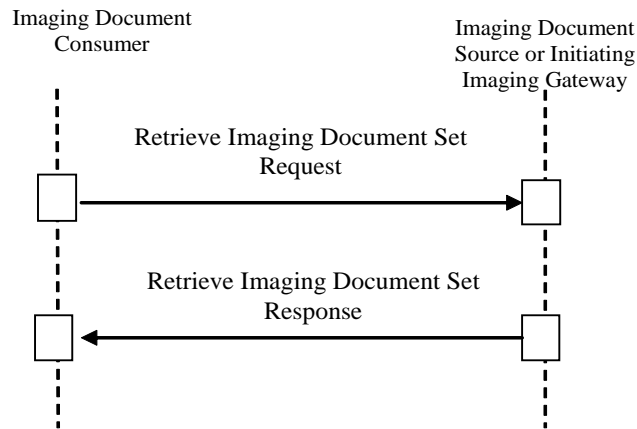 Imaging Document
Consumer
Imaging Document
Source or Initiating
Imaging Gateway
Retrieve Imaging Document Set
Request
Retrieve Imaging Document Set
Response